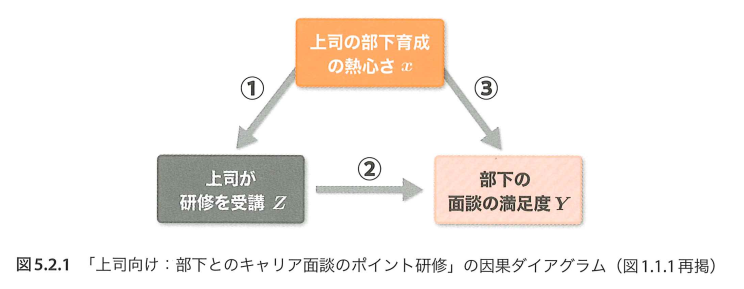 上司の部下育成
の熱心さ x
①
③
上司が
研修を受講 Z
②
部下の
面談の満足度 Y
図5.2.1 「上司向け：部下とのキャリア面談のポイント研修」の因果ダイアグラム（図1.1.1再掲）